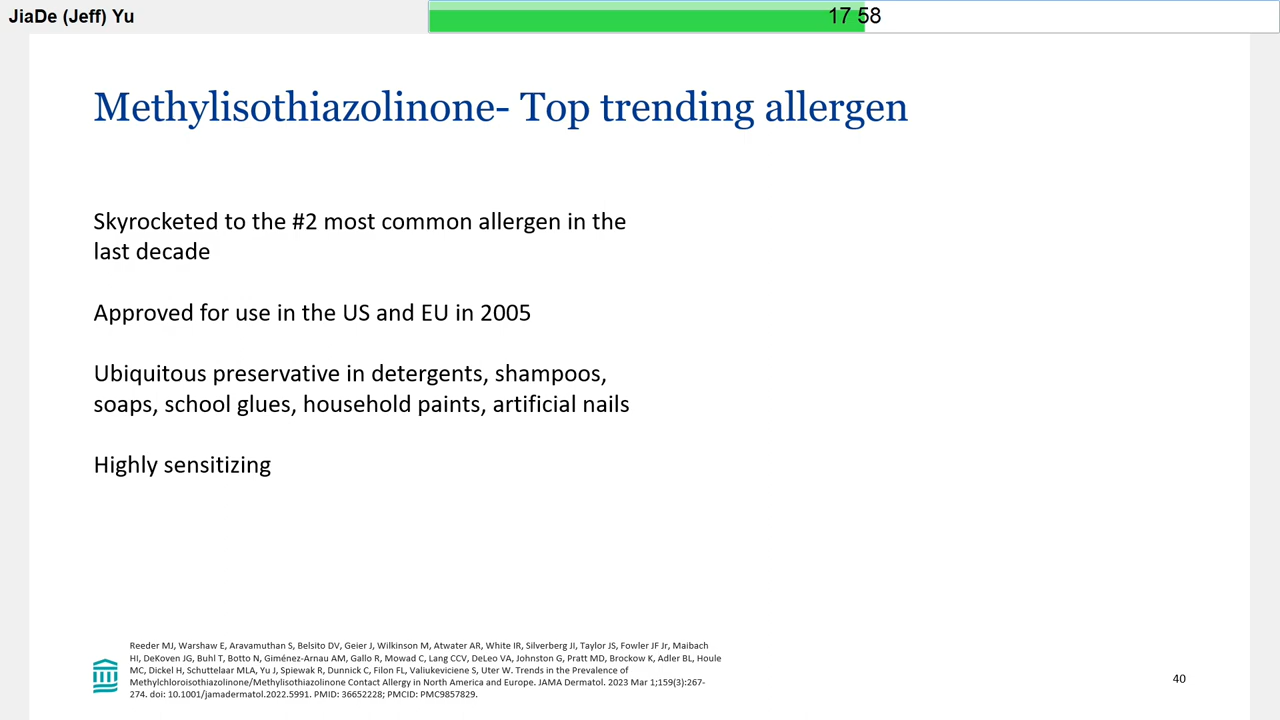 JiaDe (Jeff) Yu
17 58
Methylisothiazolinone- Top trending allergen
Skyrocketed to the #2 most common allergen in the
last decade
Approved for use in the US and EU in 2005
Ubiquitous preservative in detergents, shampoos,
soaps, school glues, household paints, artificial nails
Highly sensitizing
Reeder MJ, Warshaw E, Aravamuthan S, Belsito DV, Geier J, Wilkinson M, Atwater AR, White IR, Silverberg JI, Taylor JS, Fowler JF Jr, Maibach
HI, DeKoven JG, Buhl T, Botto N, Giménez-Arnau AM, Gallo R, Mowad C, Lang CCV, DeLeo VA, Johnston G, Pratt MD, Brockow K, Adler BL, Houle
MC, Dickel H, Schuttelaar MLA, Yu J, Spiewak R, Dunnick C, Filon FL, Valiukeviciene S, Uter W. Trends in the Prevalence of
Methylchloroisothiazolinone/Methylisothiazolinone Contact Allergy in North America and Europe. JAMA Dermatol. 2023 Mar 1;159(3):267-
274. doi: 10.1001/jamadermatol.2022.5991. PMID: 36652228; PMCID: PMC9857829.
40